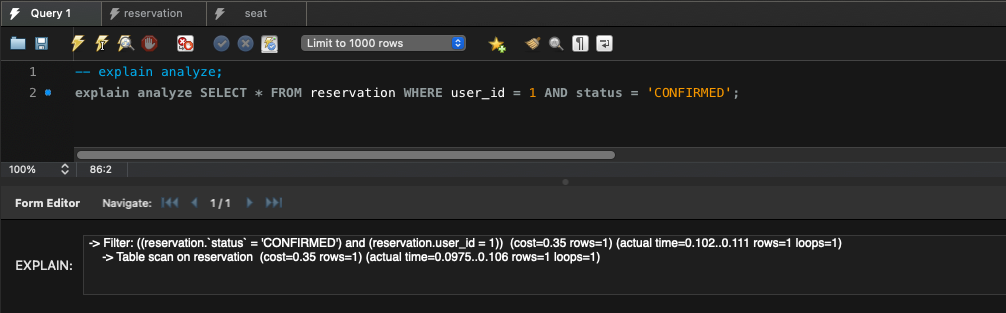 Query 1 reservation seat
Limit to 1000 rows
1 -- explain analyze;
2 explain analyze SELECT * FROM reservation WHERE user_id = 1 AND status = 'CONFIRMED';
100% 86:2
Form Editor Navigate: 1 / 1
EXPLAIN:
-> Filter: ((reservation.`status` = 'CONFIRMED') and (reservation.user_id = 1)) (cost=0.35 rows=1) (actual time=0.102..0.111 rows=1 loops=1)
-> Table scan on reservation (cost=0.35 rows=1) (actual time=0.0975..0.106 rows=1 loops=1)